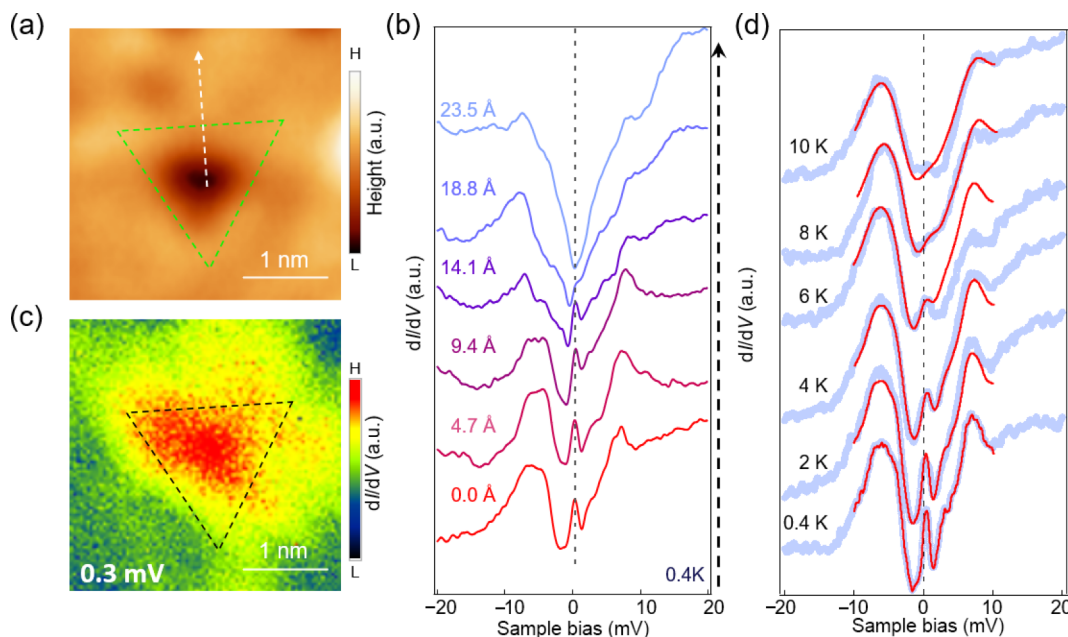 (a)
H
Height (a.u.)
L
1 nm
(b)
dI/dV (a.u.)
23.5 Å
18.8 Å
14.1 Å
9.4 Å
4.7 Å
0.0 Å
0.4K
−20
−10
0
10
20
Sample bias (mV)
(c)
H
dI/dV (a.u.)
L
1 nm
0.3 mV
(d)
dI/dV (a.u.)
10 K
8 K
6 K
4 K
2 K
0.4 K
−20
−10
0
10
20
Sample bias (mV)